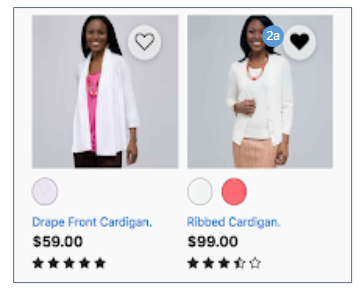 2a
Drape Front Cardigan.
Ribbed Cardigan.
$59.00
$99.00